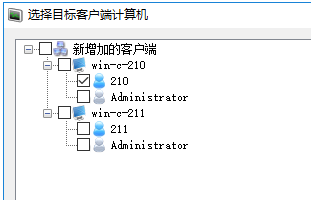 选择目标客户端计算机
新增加的客户端
win-c-210
210
Administrator
win-c-211
211
Administrator